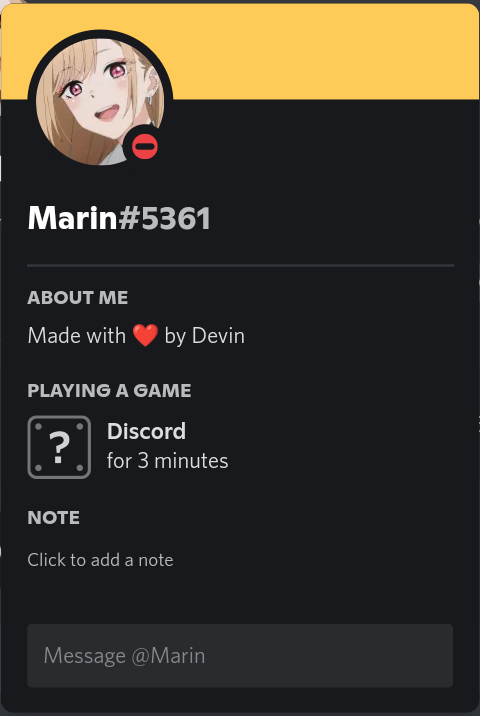 Marin#5361
ABOUT ME
Made with ❤️ by Devin
PLAYING A GAME
?
Discord
for 3 minutes
NOTE
Click to add a note
Message @Marin